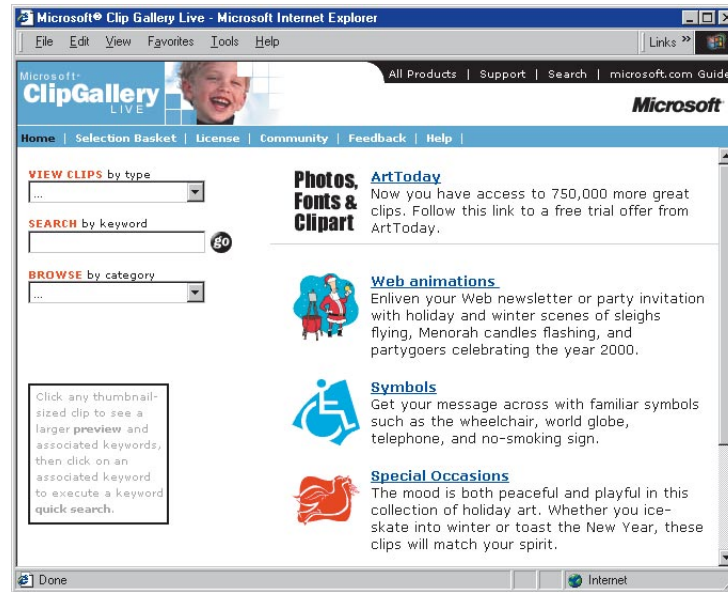 Microsoft® Clip Gallery Live - Microsoft Internet Explorer
File Edit View Favorites Tools Help Links »
Microsoft
ClipGallery
LIVE
All Products | Support | Search | microsoft.com Guide
Microsoft
Home | Selection Basket | License | Community | Feedback | Help |
VIEW CLIPS by type
...
SEARCH by keyword
go
BROWSE by category
...
Click any thumbnail-
sized clip to see a
larger preview and
associated keywords,
then click on an
associated keyword
to execute a keyword
quick search.
Photos,
Fonts &
Clipart
ArtToday
Now you have access to 750,000 more great
clips. Follow this link to a free trial offer from
ArtToday.
Web animations
Enliven your Web newsletter or party invitation
with holiday and winter scenes of sleighs
flying, Menorah candles flashing, and
partygoers celebrating the year 2000.
Symbols
Get your message across with familiar symbols
such as the wheelchair, world globe,
telephone, and no-smoking sign.
Special Occasions
The mood is both peaceful and playful in this
collection of holiday art. Whether you ice-
skate into winter or toast the New Year, these
clips will match your spirit.
Done Internet